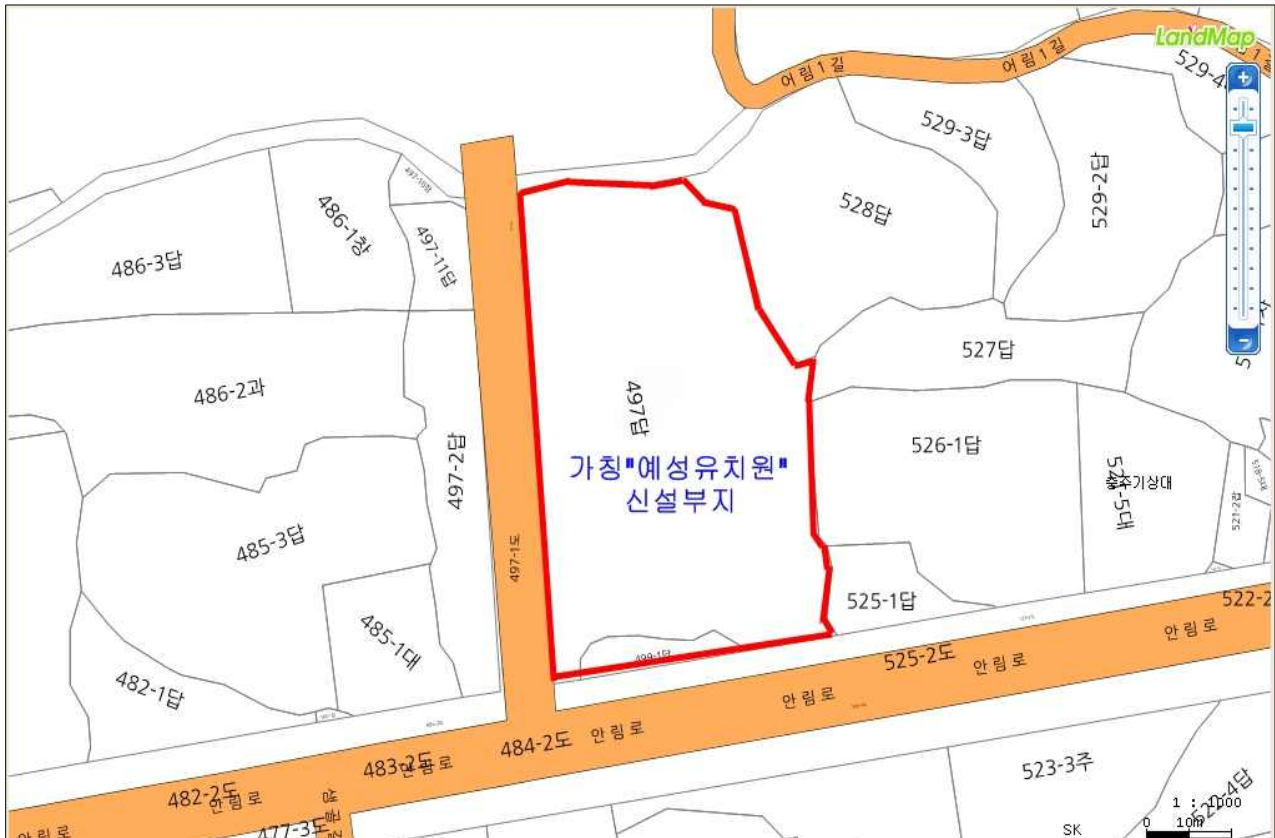 LandMap
어림1길
어림1길
529-3답
529-2답
528답
486-3답
486-1창
497-11답
527답
486-2과
497답
526-1답
497-2답
가칭"예성유치원"
신설부지
충주기상대
485-3답
497-1도
525-1답
485-1대
499-1답
482-1답
525-2도
안림로
안림로
안림로
522-2
484-2도
안림로
483-2도
안림로
482-2도
안림로
523-3주
477-3도
안림로
SK
1 : 1000
0 10m